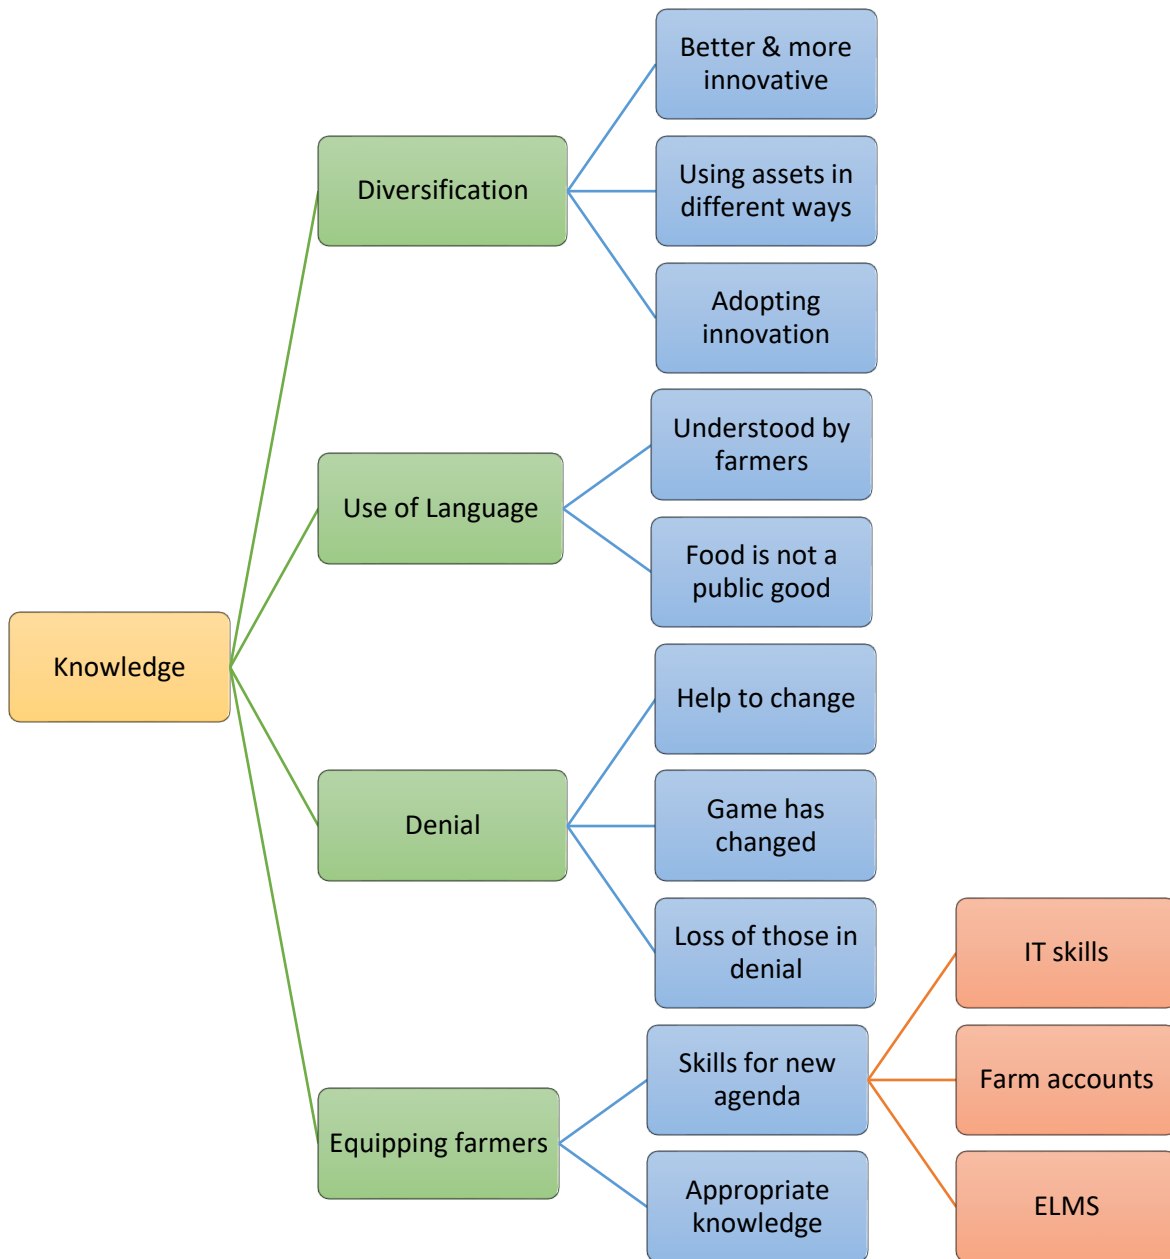 Knowledge
Diversification
Better & more
innovative
Using assets in
different ways
Adopting
innovation
Use of Language
Understood by
farmers
Food is not a
public good
Denial
Help to change
Game has
changed
Loss of those in
denial
Equipping farmers
Skills for new
agenda
IT skills
Farm accounts
ELMS
Appropriate
knowledge